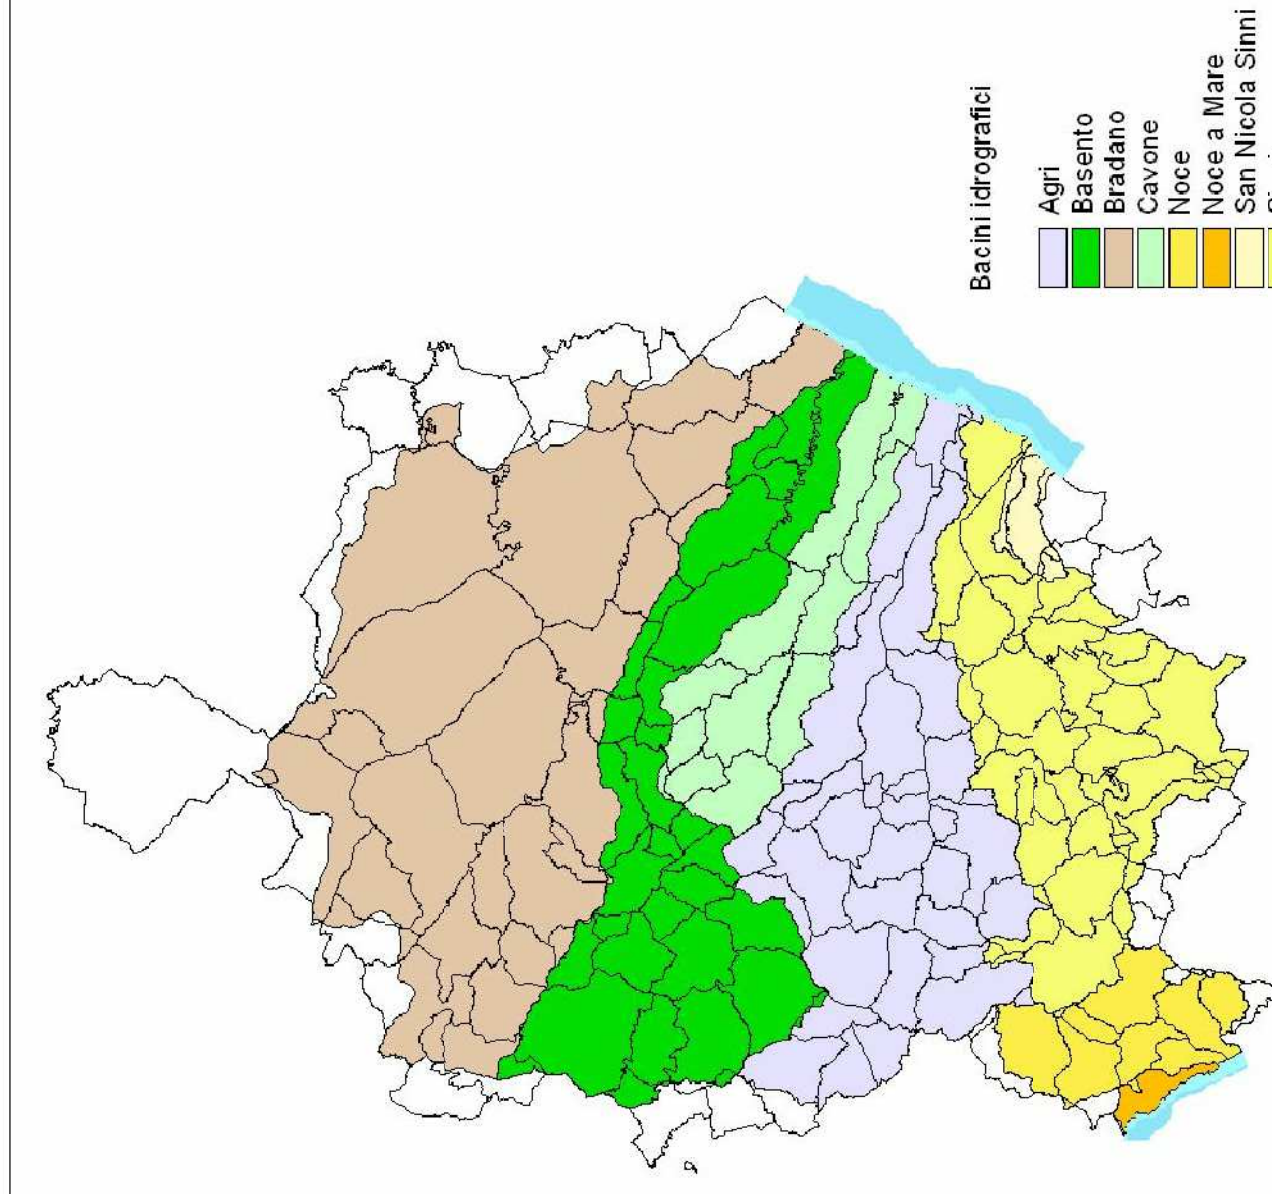 Bacini idrografici
Agri
Basento
Bradano
Cavone
Noce
Noce a Mare
San Nicola Sinni